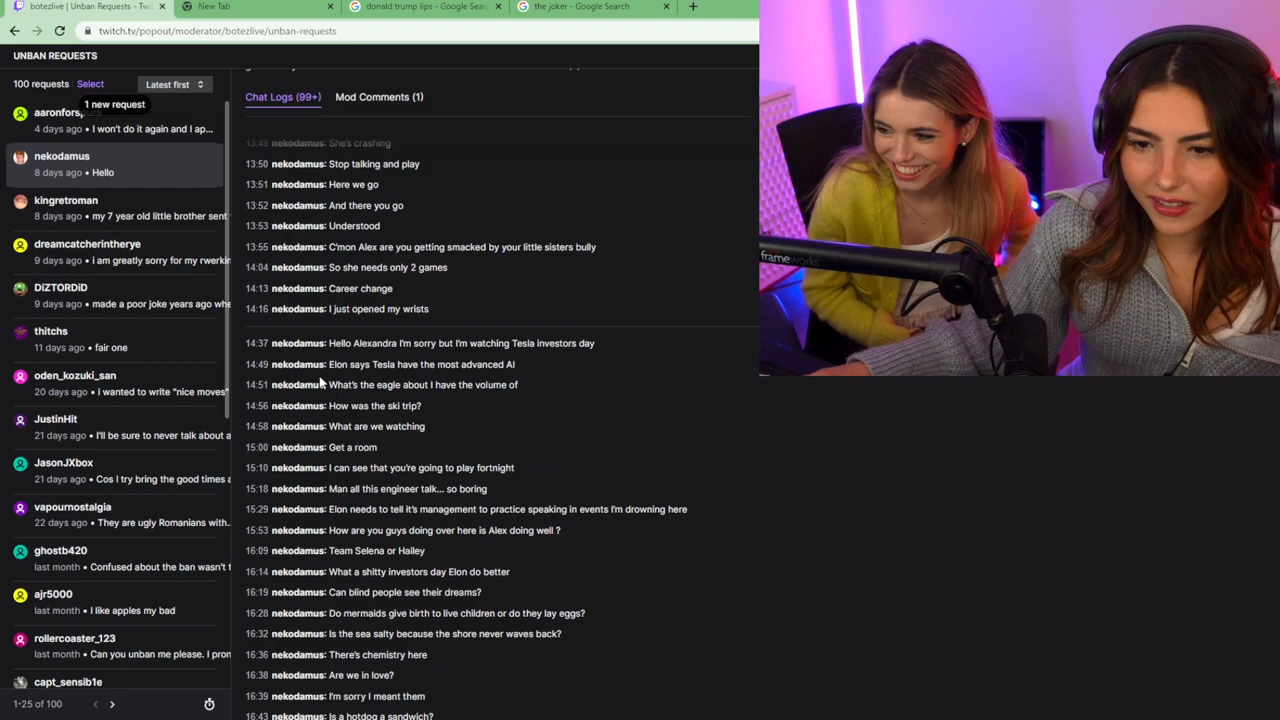 botezlive | Unban Requests - Twi
New Tab
donald trump lips - Google Sear
the joker - Google Search
twitch.tv/popout/moderator/botezlive/unban-requests
UNBAN REQUESTS
100 requests Select
Latest first
1 new request
aaronforspurs
4 days ago • I won't do it again and I ap...
nekodamus
8 days ago • Hello
kingretroman
8 days ago • my 7 year old little brother sent
dreamcatcherintherye
9 days ago • i am greatly sorry for my rwerkin
DiZTORDiD
9 days ago • made a poor joke years ago whe
thitchs
11 days ago • fair one
oden_kozuki_san
20 days ago • i wanted to write "nice moves"
JustinHit
21 days ago • I'll be sure to never talk about a
JasonJXbox
21 days ago • Cos I try bring the good times a
vapournostalgia
22 days ago • They are ugly Romanians with...
ghostb420
last month • Confused about the ban wasn't t
ajr5000
last month • I like apples my bad
rollercoaster_123
last month • Can you unban me please. I pron
capt_sensib1e
1-25 of 100
Chat Logs (99+)
Mod Comments (1)
13:49 nekodamus: She's crashing
13:50 nekodamus: Stop talking and play
13:51 nekodamus: Here we go
13:52 nekodamus: And there you go
13:53 nekodamus: Understood
13:55 nekodamus: C'mon Alex are you getting smacked by your little sisters bully
14:04 nekodamus: So she needs only 2 games
14:13 nekodamus: Career change
14:16 nekodamus: I just opened my wrists
14:37 nekodamus: Hello Alexandra I'm sorry but I'm watching Tesla investors day
14:49 nekodamus: Elon says Tesla have the most advanced AI
14:51 nekodamus: What's the eagle about I have the volume of
14:56 nekodamus: How was the ski trip?
14:58 nekodamus: What are we watching
15:00 nekodamus: Get a room
15:10 nekodamus: I can see that you're going to play fortnight
15:18 nekodamus: Man all this engineer talk... so boring
15:29 nekodamus: Elon needs to tell it's management to practice speaking in events I'm drowning here
15:53 nekodamus: How are you guys doing over here is Alex doing well ?
16:09 nekodamus: Team Selena or Hailey
16:14 nekodamus: What a shitty investors day Elon do better
16:19 nekodamus: Can blind people see their dreams?
16:28 nekodamus: Do mermaids give birth to live children or do they lay eggs?
16:32 nekodamus: Is the sea salty because the shore never waves back?
16:36 nekodamus: There's chemistry here
16:38 nekodamus: Are we in love?
16:39 nekodamus: I'm sorry I meant them
16:43 nekodamus: Is a hotdog a sandwich?
frameworks